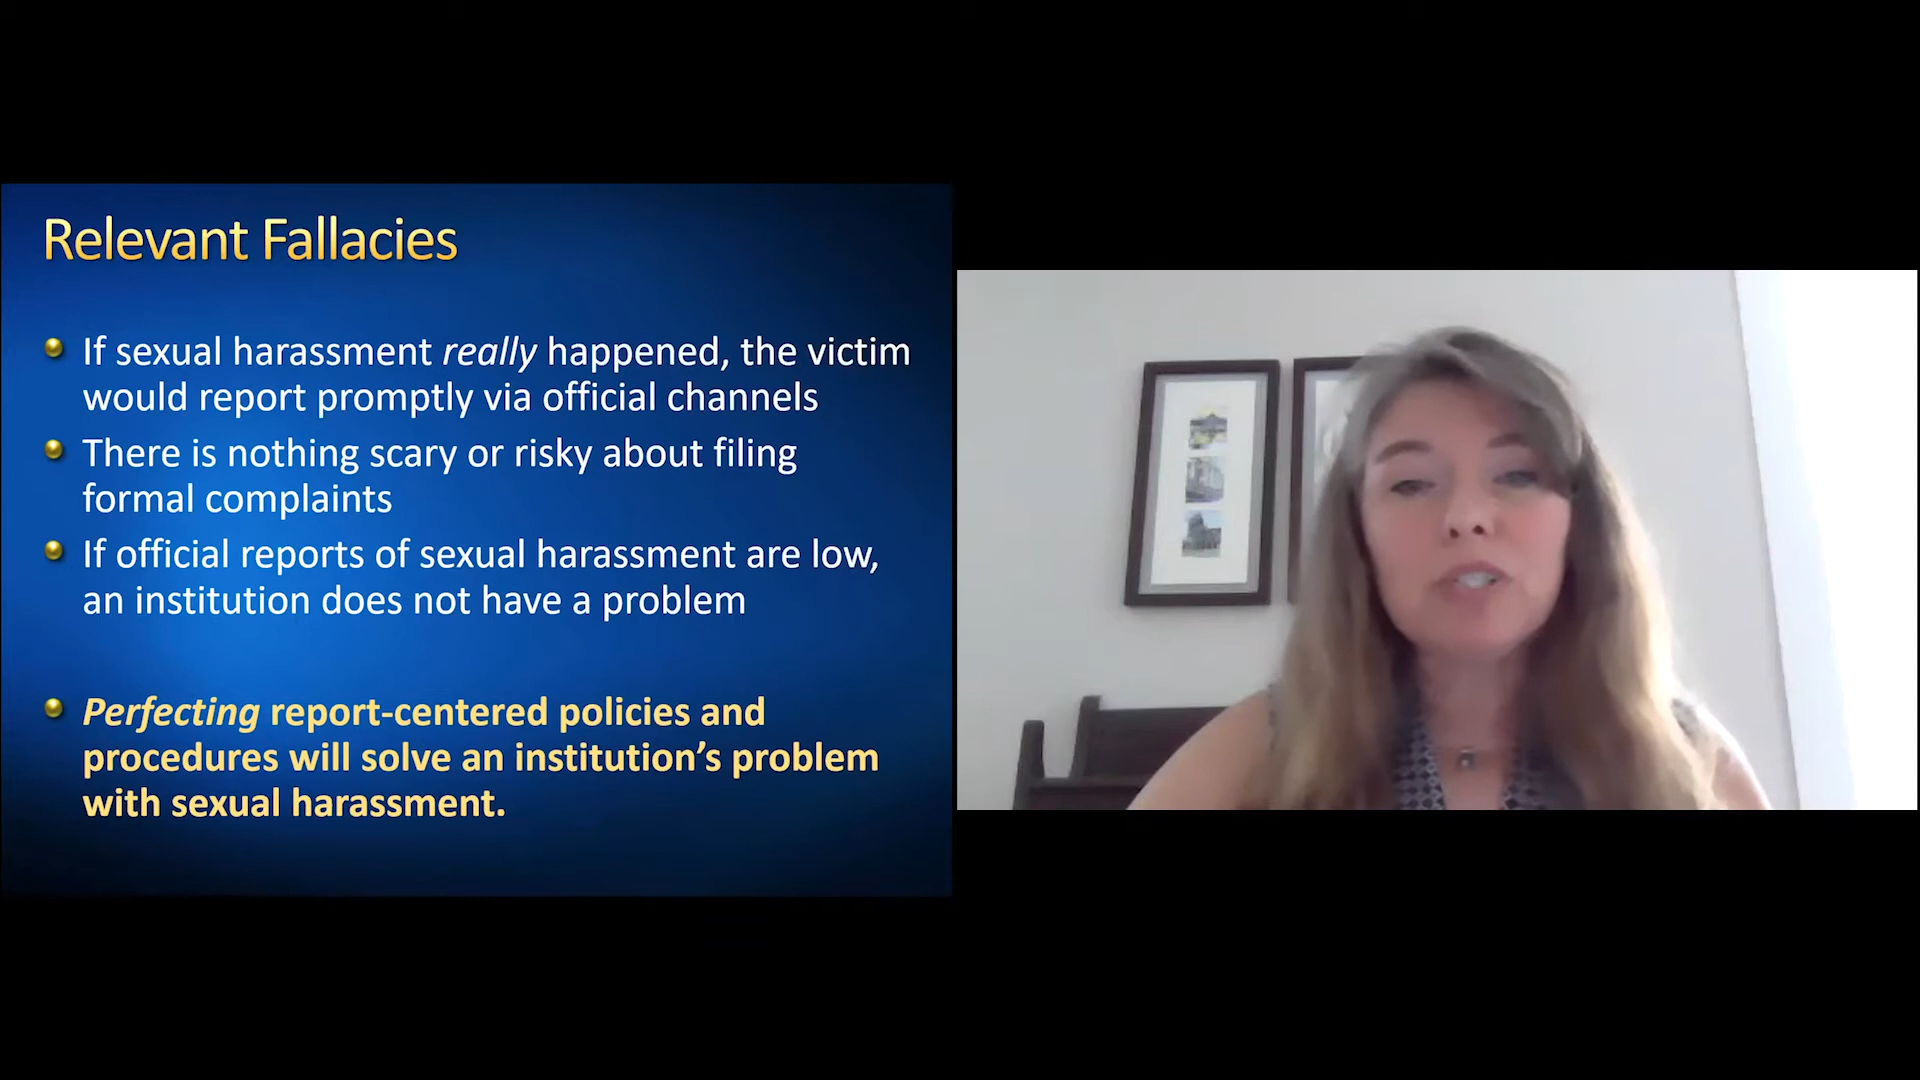 Relevant Fallacies
If sexual harassment really happened, the victim
would report promptly via official channels
There is nothing scary or risky about filing
formal complaints
If official reports of sexual harassment are low,
an institution does not have a problem
Perfecting report-centered policies and
procedures will solve an institution’s problem
with sexual harassment.